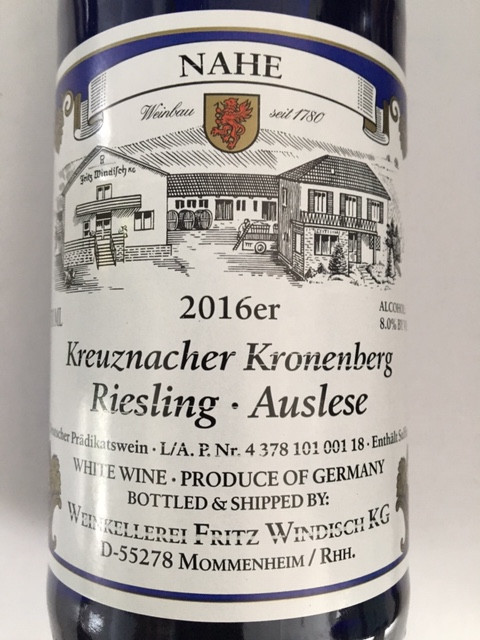 NAHE
Weinbau seit 1780
Fritz Windisch KG
2016er
ML
ALCOHOL
8.0% BY
Kreuznacher Kronenberg
Riesling · Auslese
Prädikatswein · L/A. P. Nr. 4 378 101 001 18 · Enthält
WHITE WINE · PRODUCE OF GERMANY
BOTTLED & SHIPPED BY:
WEINKELLEREI FRITZ WINDISCH KG
D-55278 MOMMENHEIM / RHH.